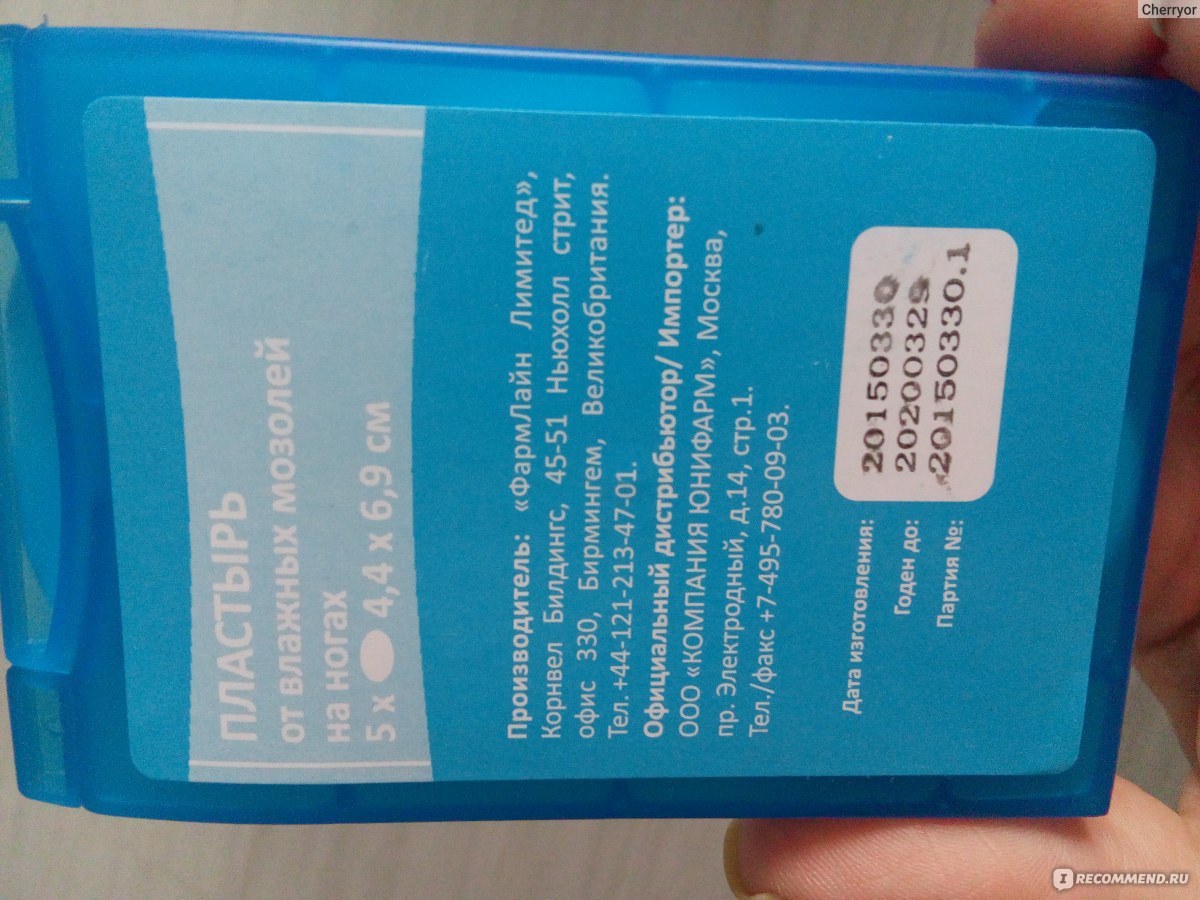 Cherryor
ПЛАСТЫРЬ
от влажных мозолей
на ногах
5 x 4,4 x 6,9 см
Производитель: «ФармЛайн Лимитед»,
Корнвел Билдингс, 45-51 Ньюхолл стрит,
офис 330, Бирмингем, Великобритания.
Тел.+44-121-213-47-01.
Официальный дистрибьютор/ Импортер:
ООО «КОМПАНИЯ ЮНИФАРМ», Москва,
пр. Электродный, д.14, стр.1.
Тел./факс +7-495-780-09-03.
Дата изготовления: 20150330
Годен до: 20200329
Партия №: 20150330.1
IRECOMMEND.RU